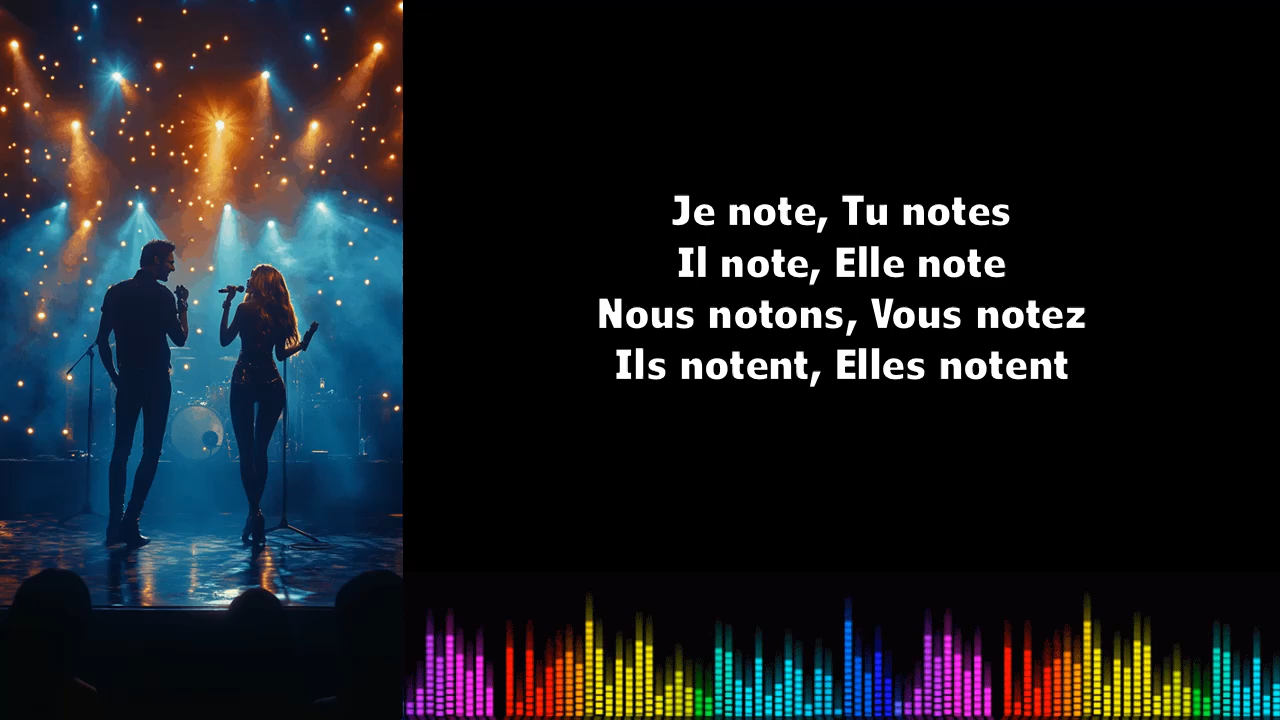 Je note, Tu notes
Il note, Elle note
Nous notons, Vous notez
Ils notent, Elles notent